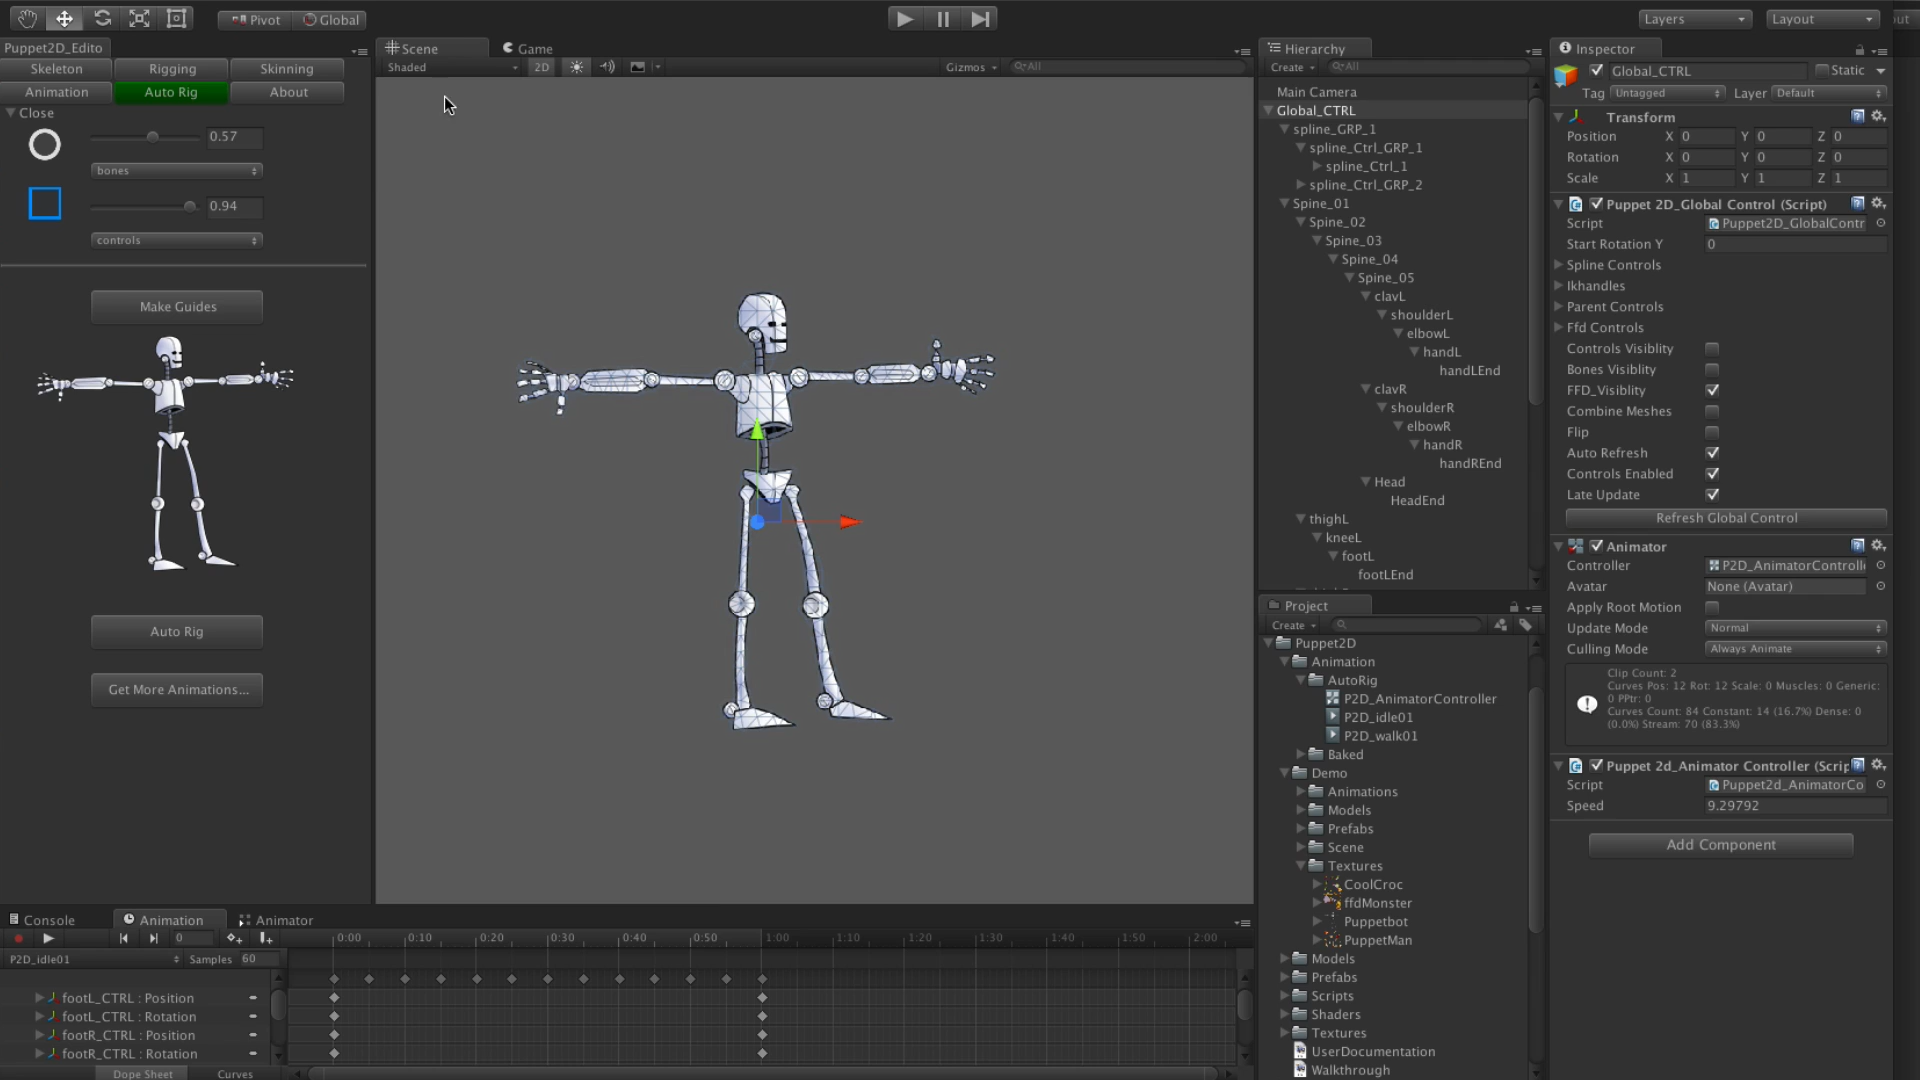 Pivot Global
Layers
Layout
Puppet2D_Edito
Skeleton Rigging Skinning
Animation Auto Rig About
Close
0.57
bones
0.94
controls
Make Guides
Auto Rig
Get More Animations...
Scene Game
Shaded 2D Gizmos All
Hierarchy
Create All
Main Camera
Global_CTRL
spline_GRP_1
spline_Ctrl_GRP_1
spline_Ctrl_1
spline_Ctrl_GRP_2
Spine_01
Spine_02
Spine_03
Spine_04
Spine_05
clavL
shoulderL
elbowL
handL
handLEnd
clavR
shoulderR
elbowR
handR
handREnd
Head
HeadEnd
thighL
kneeL
footL
footLEnd
Project
Create
Puppet2D
Animation
AutoRig
P2D_AnimatorController
P2D_idle01
P2D_walk01
Baked
Demo
Animations
Models
Prefabs
Scene
Textures
CoolCroc
ffdMonster
Puppetbot
PuppetMan
Models
Prefabs
Scripts
Shaders
Textures
UserDocumentation
Walkthrough
Inspector
Global_CTRL Static
Tag Untagged Layer Default
Transform
Position X 0 Y 0 Z 0
Rotation X 0 Y 0 Z 0
Scale X 1 Y 1 Z 1
Puppet 2D_Global Control (Script)
Script Puppet2D_GlobalContr
Start Rotation Y 0
Spline Controls
Ikhandles
Parent Controls
Ffd Controls
Controls Visiblity
Bones Visiblity
FFD_Visiblity
Combine Meshes
Flip
Auto Refresh
Controls Enabled
Late Update
Refresh Global Control
Animator
Controller P2D_AnimatorControll
Avatar None (Avatar)
Apply Root Motion
Update Mode Normal
Culling Mode Always Animate
Clip Count: 2
Curves Pos: 12 Rot: 12 Scale: 0 Muscles: 0 Generic:
0 PPtr: 0
Curves Count: 84 Constant: 14 (16.7%) Dense: 0
(0.0%) Stream: 70 (83.3%)
Puppet 2d_Animator Controller (Scrip
Script Puppet2d_AnimatorCo
Speed 9.29792
Add Component
Console Animation Animator
0 0:00 0:10 0:20 0:30 0:40 0:50 1:00 1:10 1:20 1:30 1:40 1:50 2:00
P2D_idle01 Samples 60
footL_CTRL : Position
footL_CTRL : Rotation
footR_CTRL : Position
footR_CTRL : Rotation
Dope Sheet Curves